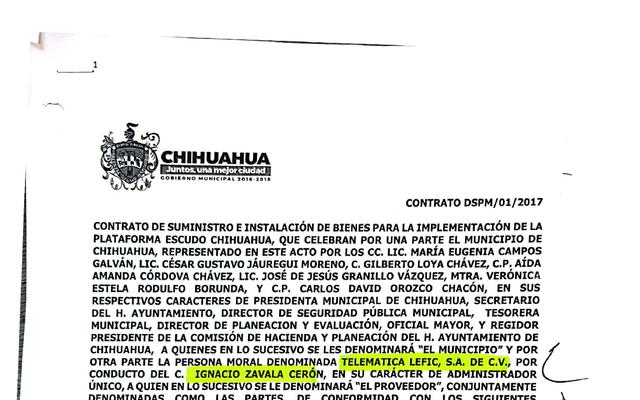 1
CHIHUAHUA
Juntos, una mejor ciudad
GOBIERNO MUNICIPAL 2016-2018
CONTRATO DSPM/01/2017
CONTRATO DE SUMINISTRO E INSTALACIÓN DE BIENES PARA LA IMPLEMENTACIÓN DE LA
PLATAFORMA ESCUDO CHIHUAHUA, QUE CELEBRAN POR UNA PARTE EL MUNICIPIO DE
CHIHUAHUA, REPRESENTADO EN ESTE ACTO POR LOS CC. LIC. MARÍA EUGENIA CAMPOS
GALVÁN, LIC. CÉSAR GUSTAVO JÁUREGUI MORENO, C. GILBERTO LOYA CHÁVEZ, C.P. AÍDA
AMANDA CÓRDOVA CHÁVEZ, LIC. JOSÉ DE JESÚS GRANILLO VÁZQUEZ, MTRA. VERÓNICA
ESTELA RODULFO BORUNDA, Y C.P. CARLOS DAVID OROZCO CHACÓN, EN SUS
RESPECTIVOS CARACTERES DE PRESIDENTA MUNICIPAL DE CHIHUAHUA, SECRETARIO
DEL H. AYUNTAMIENTO, DIRECTOR DE SEGURIDAD PÚBLICA MUNICIPAL, TESORERA
MUNICIPAL, DIRECTOR DE PLANEACION Y EVALUACIÓN, OFICIAL MAYOR, Y REGIDOR
PRESIDENTE DE LA COMISIÓN DE HACIENDA Y PLANEACIÓN DEL H. AYUNTAMIENTO DE
CHIHUAHUA, A QUIENES EN LO SUCESIVO SE LES DENOMINARÁ "EL MUNICIPIO" Y POR
OTRA PARTE LA PERSONA MORAL DENOMINADA TELEMATICA LEFIC, S.A. DE C.V., POR
CONDUCTO DEL C. IGNACIO ZAVALA CERÓN, EN SU CARÁCTER DE ADMINISTRADOR
ÚNICO, A QUIEN EN LO SUCESIVO SE LE DENOMINARÁ "EL PROVEEDOR", CONJUNTAMENTE
DENOMINADAS COMO LAS PARTES, DE CONFORMIDAD CON LOS SIGUIENTES